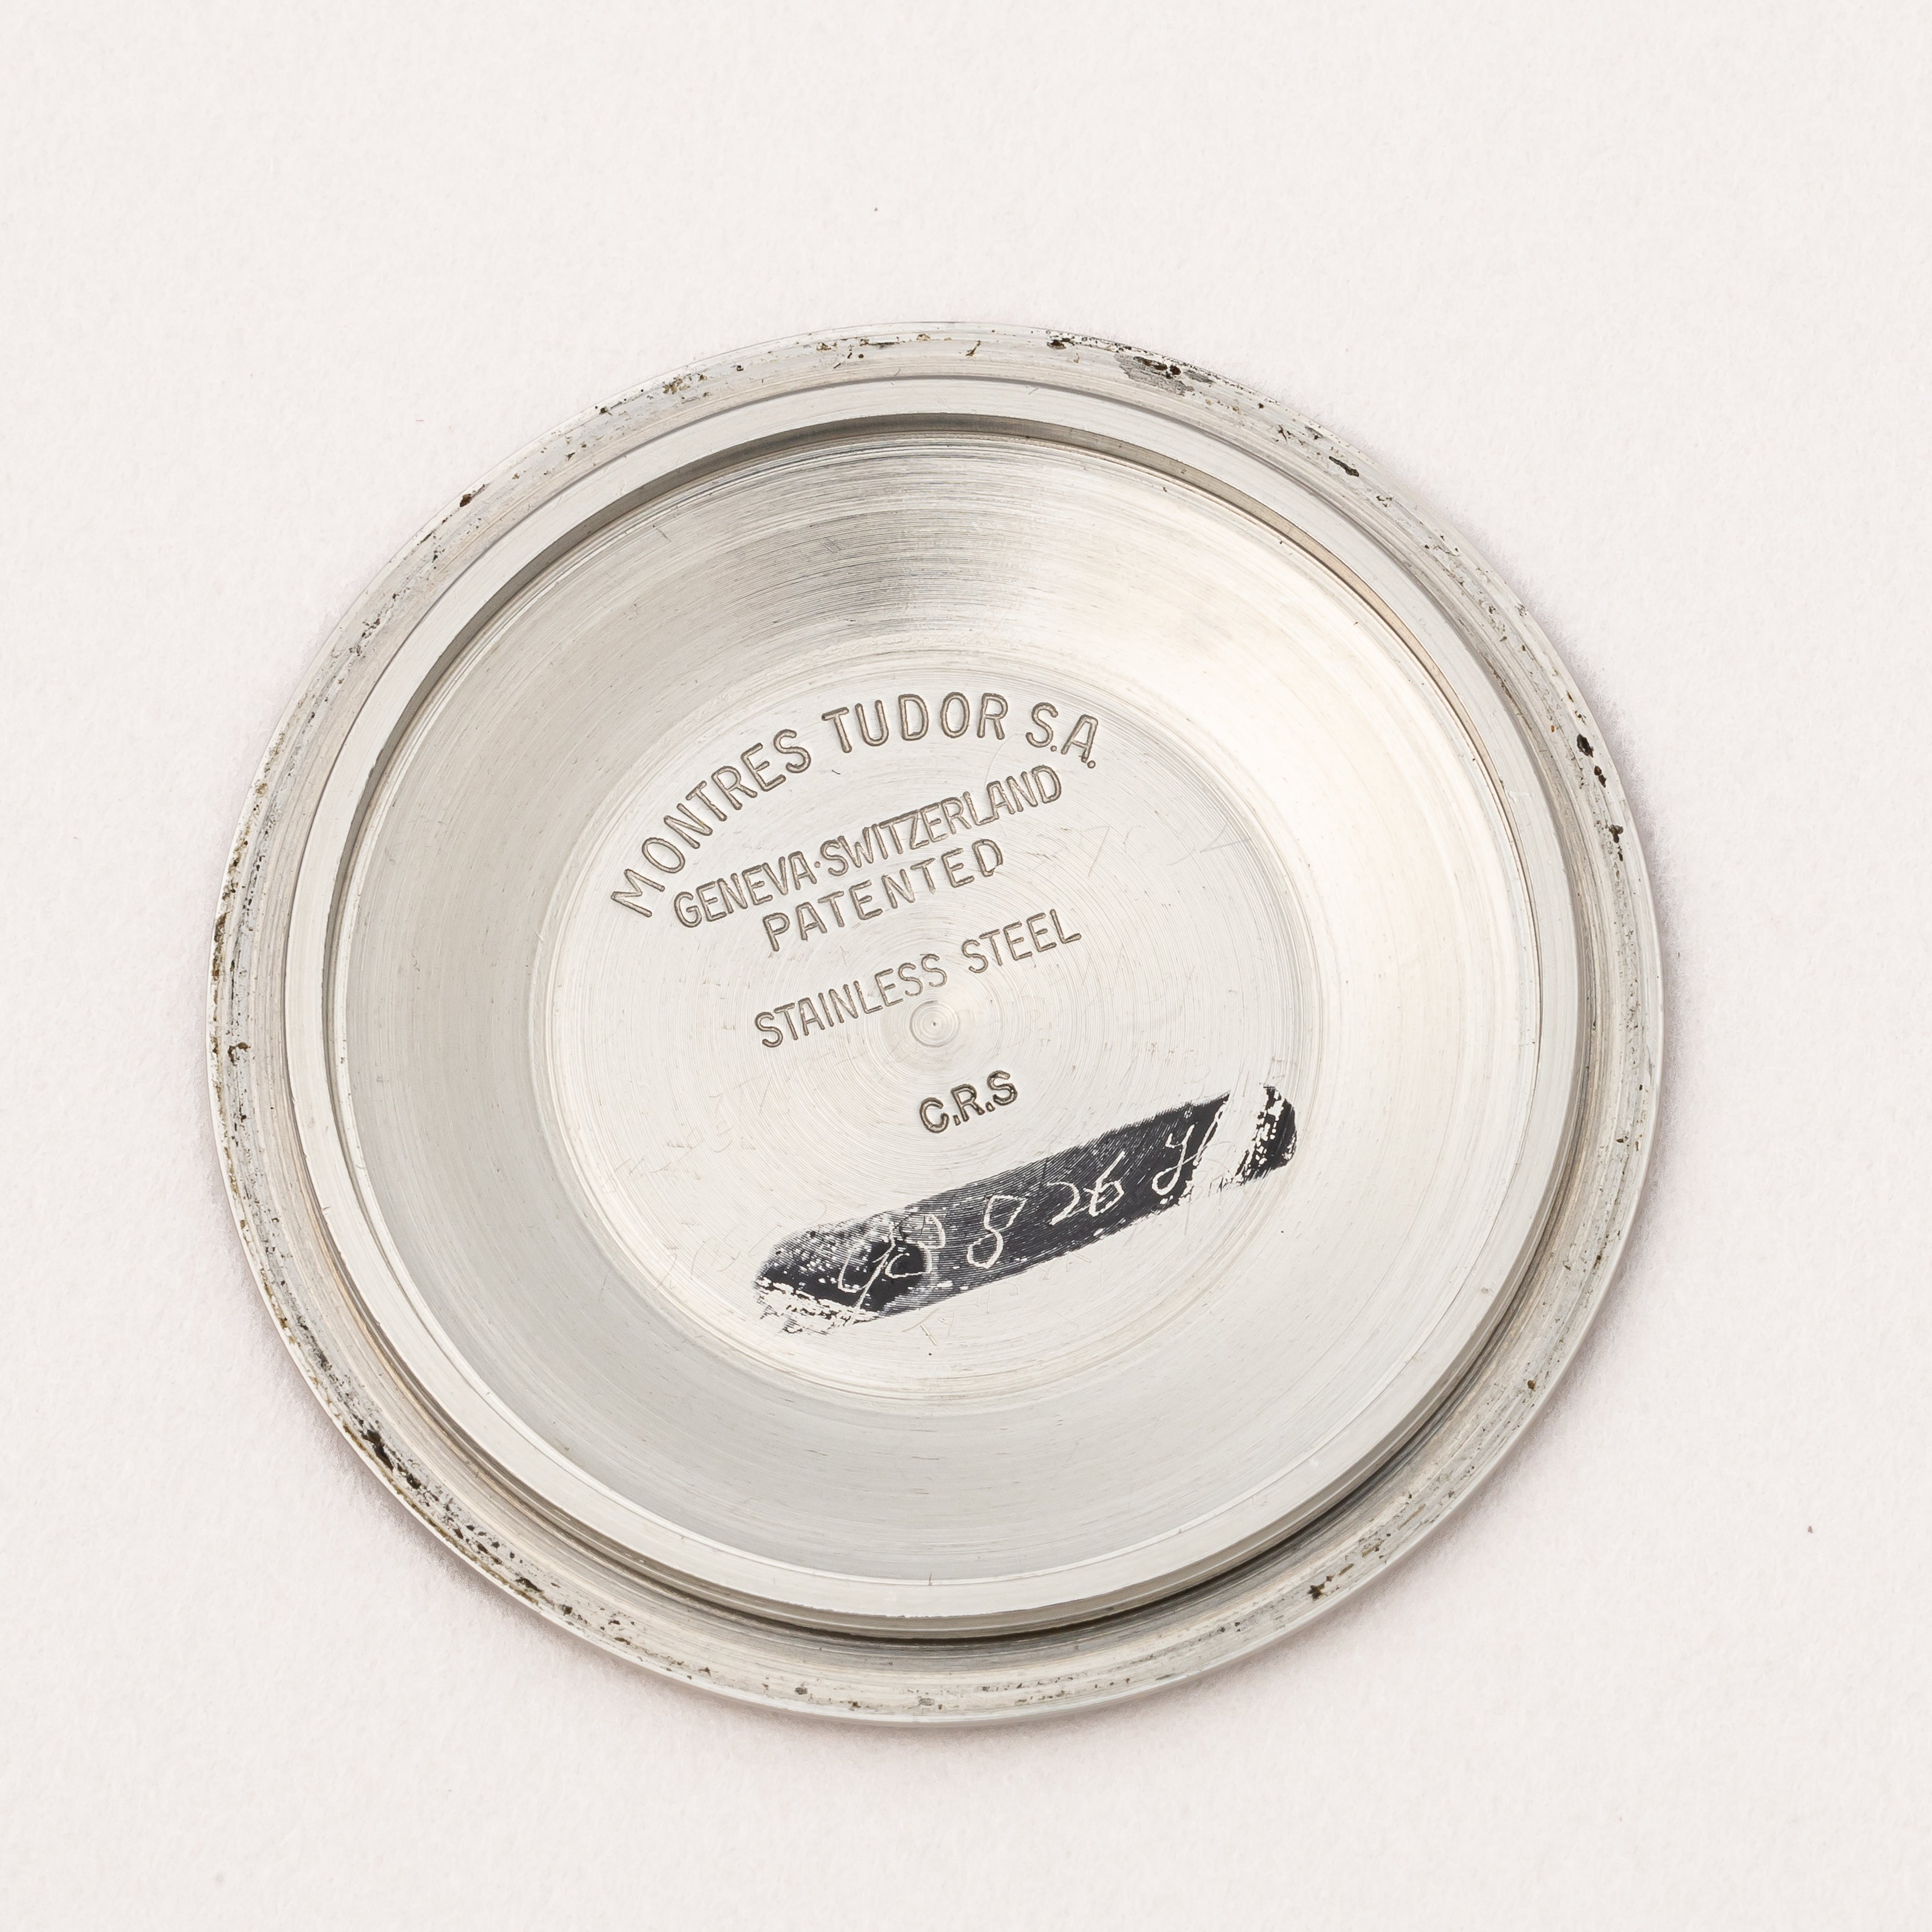 MONTRES TUDOR S.A.
GENEVA·SWITZERLAND
PATENTED
STAINLESS STEEL
C.R.S